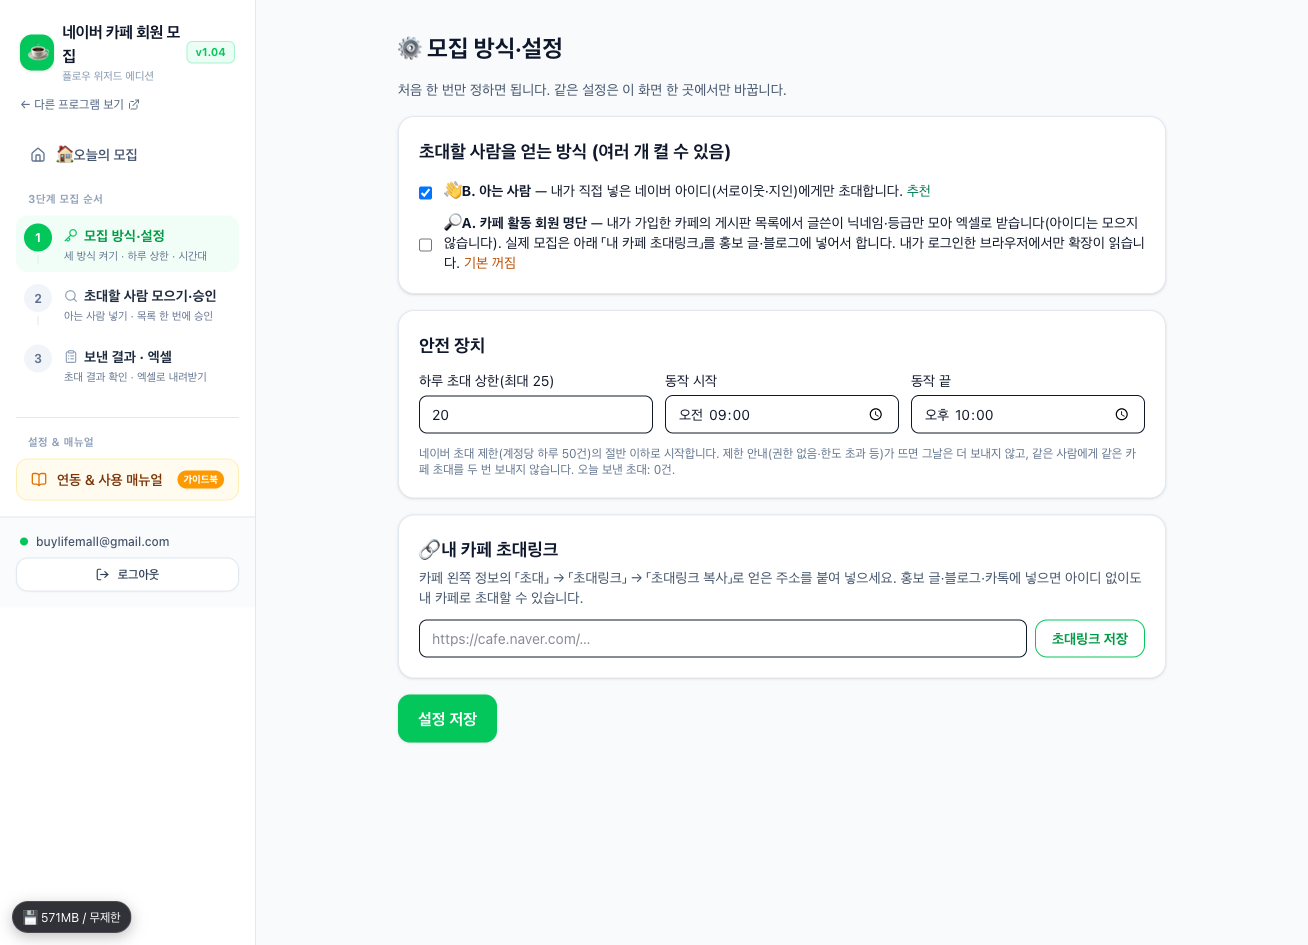 네이버 카페 회원 모
집
v1.04
플로우 위저드 에디션
← 다른 프로그램 보기
🏠오늘의 모집
3단계 모집 순서
1
모집 방식·설정
세 방식 켜기 · 하루 상한 · 시간대
2
초대할 사람 모으기·승인
아는 사람 넣기 · 목록 한 번에 승인
3
보낸 결과 · 엑셀
초대 결과 확인 · 엑셀로 내려받기
설정 & 매뉴얼
연동 & 사용 매뉴얼
가이드북
buylifemall@gmail.com
로그아웃
💾 571MB / 무제한
⚙️ 모집 방식·설정
처음 한 번만 정하면 됩니다. 같은 설정은 이 화면 한 곳에서만 바꿉니다.
초대할 사람을 얻는 방식 (여러 개 켤 수 있음)
👋B. 아는 사람 — 내가 직접 넣은 네이버 아이디(서로이웃·지인)에게만 초대합니다. 추천
🔎A. 카페 활동 회원 명단 — 내가 가입한 카페의 게시판 목록에서 글쓴이 닉네임·등급만 모아 엑셀로 받습니다(아이디는 모으지
않습니다). 실제 모집은 아래 「내 카페 초대링크」를 홍보 글·블로그에 넣어서 합니다. 내가 로그인한 브라우저에서만 확장이 읽습니
다. 기본 꺼짐
안전 장치
하루 초대 상한(최대 25)
동작 시작
동작 끝
20
오전 09:00
오후 10:00
네이버 초대 제한(계정당 하루 50건)의 절반 이하로 시작합니다. 제한 안내(권한 없음·한도 초과 등)가 뜨면 그날은 더 보내지 않고, 같은 사람에게 같은 카
페 초대를 두 번 보내지 않습니다. 오늘 보낸 초대: 0건.
🔗내 카페 초대링크
카페 왼쪽 정보의 「초대」 → 「초대링크」 → 「초대링크 복사」로 얻은 주소를 붙여 넣으세요. 홍보 글·블로그·카톡에 넣으면 아이디 없이도
내 카페로 초대할 수 있습니다.
https://cafe.naver.com/...
초대링크 저장
설정 저장